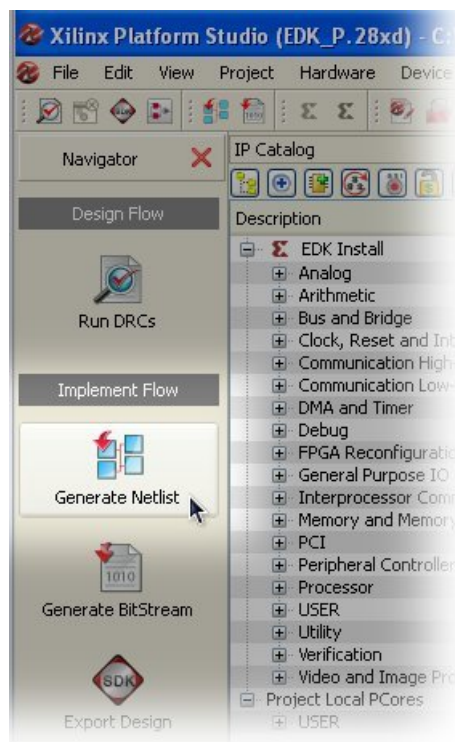 Xilinx Platform Studio (EDK_P.28xd) - C:
File Edit View Project Hardware Device
Navigator
IP Catalog
Design Flow
Description
EDK Install
Analog
Run DRCs
Arithmetic
Bus and Bridge
Clock, Reset and Int
Communication High-
Implement Flow
Communication Low-
DMA and Timer
Debug
FPGA Reconfiguratio
General Purpose IO
Generate Netlist
Interprocessor Com
Memory and Memory
PCI
1010
Peripheral Controller
Processor
Generate BitStream
USER
Utility
Verification
SDK
Video and Image Pro
Project Local PCores
Export Design
USER